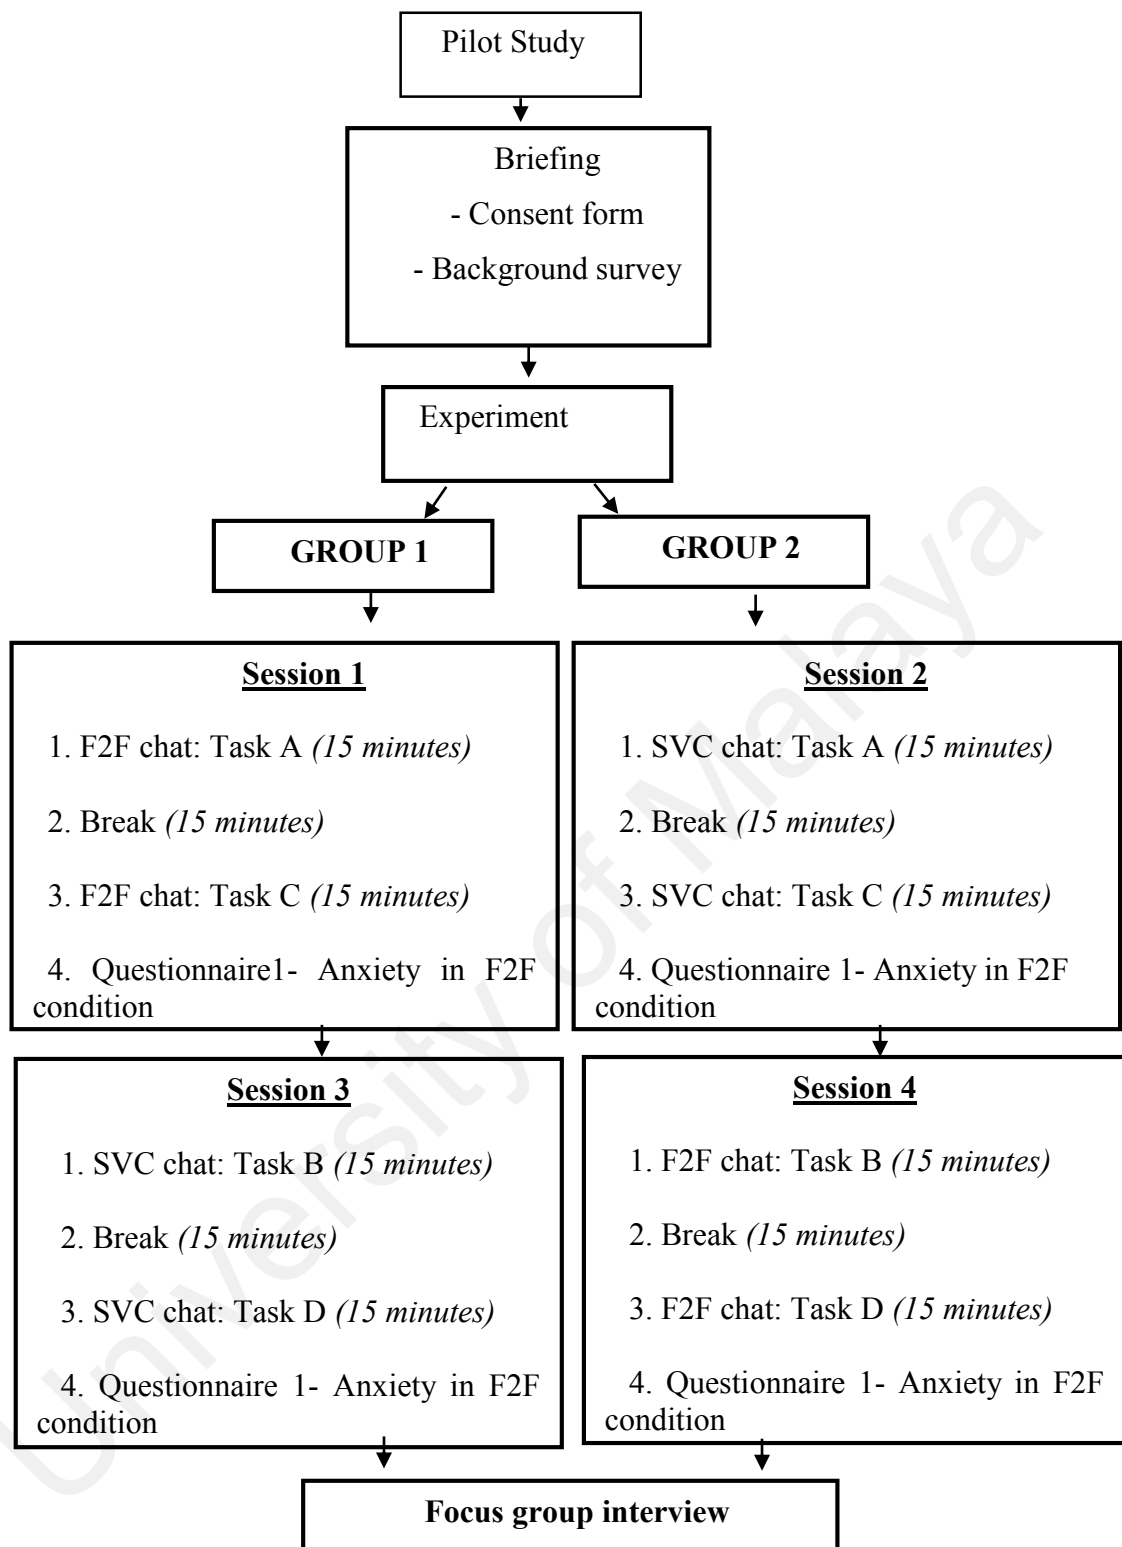 Pilot Study
Briefing
- Consent form
- Background survey
Experiment
GROUP 1
GROUP 2
Session 1
1. F2F chat: Task A (15 minutes)
2. Break (15 minutes)
3. F2F chat: Task C (15 minutes)
4. Questionnaire1- Anxiety in F2F
condition
Session 2
1. SVC chat: Task A (15 minutes)
2. Break (15 minutes)
3. SVC chat: Task C (15 minutes)
4. Questionnaire 1- Anxiety in F2F
condition
Session 3
1. SVC chat: Task B (15 minutes)
2. Break (15 minutes)
3. SVC chat: Task D (15 minutes)
4. Questionnaire 1- Anxiety in F2F
condition
Session 4
1. F2F chat: Task B (15 minutes)
2. Break (15 minutes)
3. F2F chat: Task D (15 minutes)
4. Questionnaire 1- Anxiety in F2F
condition
Focus group interview
University of Malaya